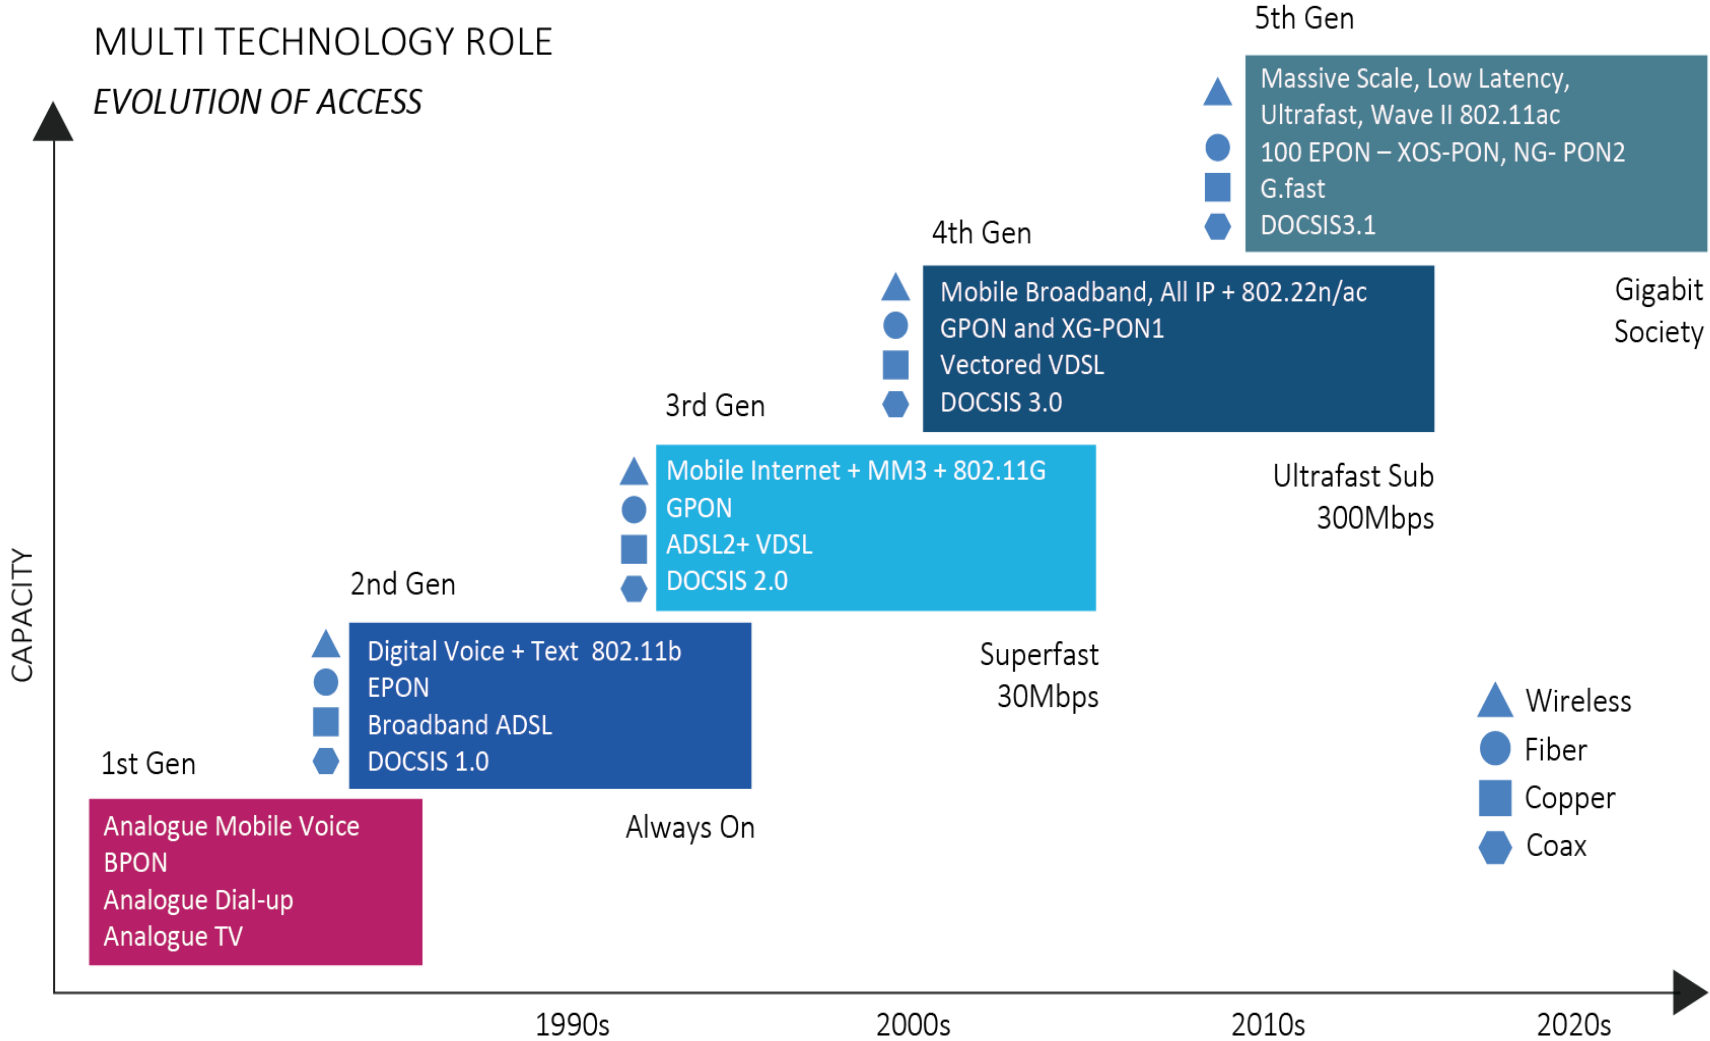 MULTI TECHNOLOGY ROLE
EVOLUTION OF ACCESS
5th Gen
Massive Scale, Low Latency,
Ultrafast, Wave II 802.11ac
100 EPON – XOS-PON, NG- PON2
G.fast
DOCSIS3.1
Gigabit
Society
4th Gen
Mobile Broadband, All IP + 802.22n/ac
GPON and XG-PON1
Vectored VDSL
DOCSIS 3.0
Ultrafast Sub
300Mbps
3rd Gen
Mobile Internet + MM3 + 802.11G
GPON
ADSL2+ VDSL
DOCSIS 2.0
Superfast
30Mbps
2nd Gen
Digital Voice + Text 802.11b
EPON
Broadband ADSL
DOCSIS 1.0
Always On
1st Gen
Analogue Mobile Voice
BPON
Analogue Dial-up
Analogue TV
CAPACITY
Wireless
Fiber
Copper
Coax
1990s
2000s
2010s
2020s